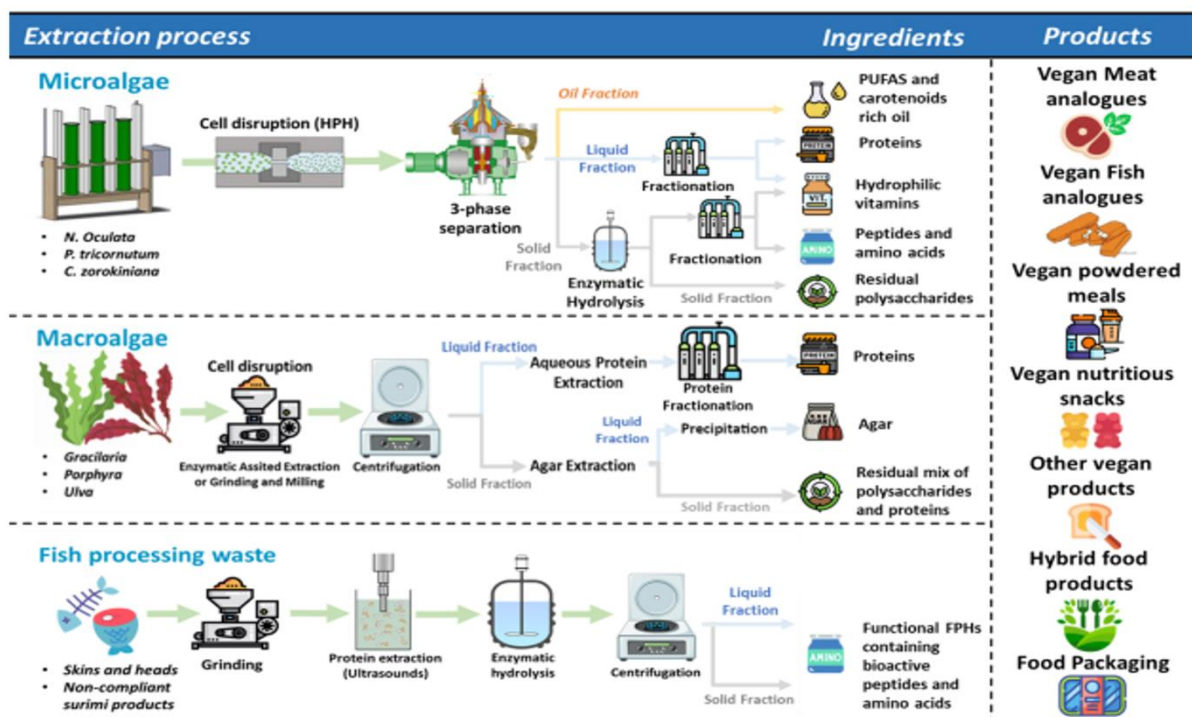 Extraction process
Ingredients
Products
Microalgae
Cell disruption (HPH)
N. Oculata
P. tricornutum
C. zorokiniana
3-phase
separation
Oil Fraction
Liquid
Fraction
Fractionation
Solid
Fraction
Enzymatic
Hydrolysis
Fractionation
Solid Fraction
PUFAS and
carotenoids
rich oil
PROTEIN
Proteins
VIT.
Hydrophilic
vitamins
AMINO
Peptides and
amino acids
Residual
polysaccharides
Macroalgae
Gracilaria
Porphyra
Ulva
Cell disruption
Enzymatic Assited Extraction
or Grinding and Milling
Centrifugation
Liquid Fraction
Aqueous Protein
Extraction
Protein
Fractionation
PROTEIN
Proteins
Solid Fraction
Agar Extraction
Liquid
Fraction
Precipitation
AGAR
Agar
Solid Fraction
Residual mix of
polysaccharides
and proteins
Fish processing waste
Skins and heads
Non-compliant
surimi products
Grinding
Protein extraction
(Ultrasounds)
Enzymatic
hydrolysis
Centrifugation
Liquid
Fraction
Solid Fraction
AMINO
Functional FPHs
containing
bioactive
peptides and
amino acids
Vegan Meat
analogues
Vegan Fish
analogues
Vegan powdered
meals
Vegan nutritious
snacks
Other vegan
products
Hybrid food
products
Food Packaging